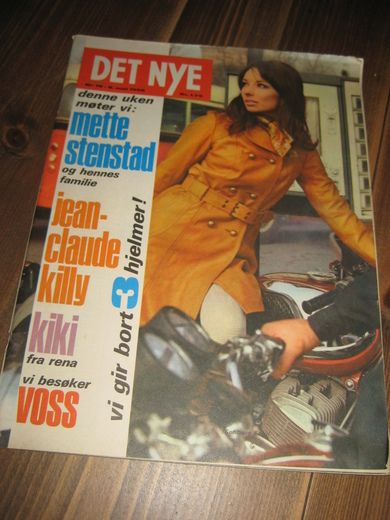 DET NYE
denne uken
møter vi:
mette
stenstad
og hennes
familie
jean-
claude
killy
kiki
fra rena
vi besøker
voss
vi gir bort 3 hjelmer!